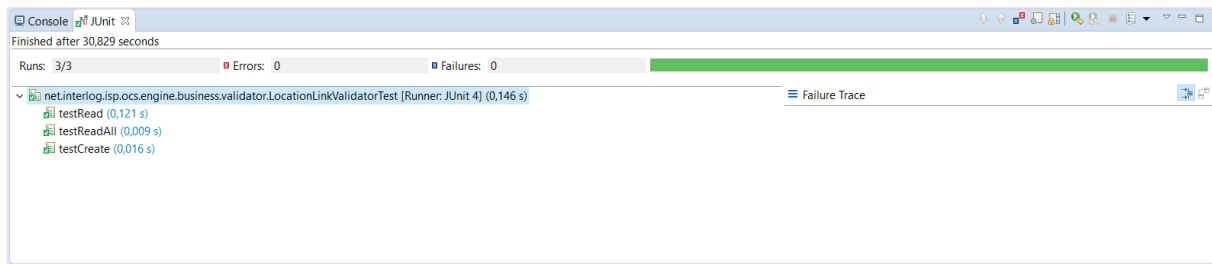 Console JUnit
Finished after 30,829 seconds
Runs: 3/3 Errors: 0 Failures: 0
net.interlog.isp.ocs.engine.business.validator.LocationLinkValidatorTest [Runner: JUnit 4] (0,146 s)
Failure Trace
testRead (0,121 s)
testReadAll (0,009 s)
testCreate (0,016 s)